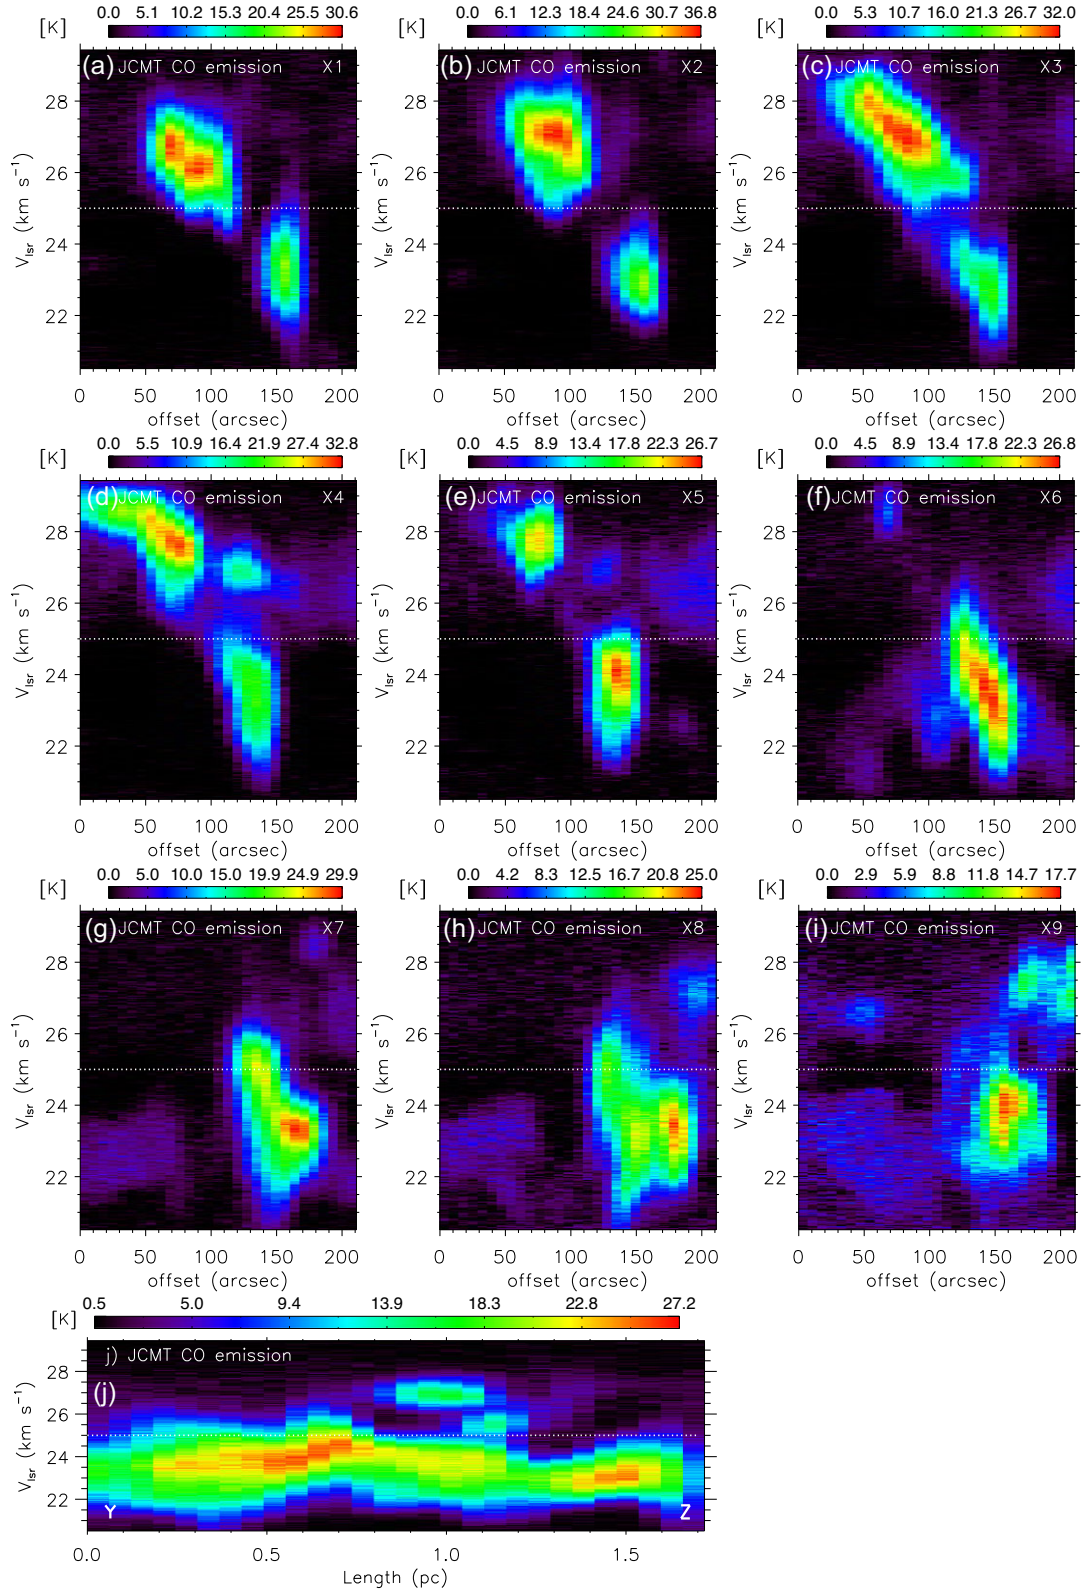 [K] 0.0 5.1 10.2 15.3 20.4 25.5 30.6
(a) JCMT CO emission X1
28
26
24
22
V_lsr (km s⁻¹)
0 50 100 150 200
offset (arcsec)
[K] 0.0 6.1 12.3 18.4 24.6 30.7 36.8
(b) JCMT CO emission X2
28
26
24
22
V_lsr (km s⁻¹)
0 50 100 150 200
offset (arcsec)
[K] 0.0 5.3 10.7 16.0 21.3 26.7 32.0
(c) JCMT CO emission X3
28
26
24
22
V_lsr (km s⁻¹)
0 50 100 150 200
offset (arcsec)
[K] 0.0 5.5 10.9 16.4 21.9 27.4 32.8
(d) JCMT CO emission X4
28
26
24
22
V_lsr (km s⁻¹)
0 50 100 150 200
offset (arcsec)
[K] 0.0 4.5 8.9 13.4 17.8 22.3 26.7
(e) JCMT CO emission X5
28
26
24
22
V_lsr (km s⁻¹)
0 50 100 150 200
offset (arcsec)
[K] 0.0 4.5 8.9 13.4 17.8 22.3 26.8
(f) JCMT CO emission X6
28
26
24
22
V_lsr (km s⁻¹)
0 50 100 150 200
offset (arcsec)
[K] 0.0 5.0 10.0 15.0 19.9 24.9 29.9
(g) JCMT CO emission X7
28
26
24
22
V_lsr (km s⁻¹)
0 50 100 150 200
offset (arcsec)
[K] 0.0 4.2 8.3 12.5 16.7 20.8 25.0
(h) JCMT CO emission X8
28
26
24
22
V_lsr (km s⁻¹)
0 50 100 150 200
offset (arcsec)
[K] 0.0 2.9 5.9 8.8 11.8 14.7 17.7
(i) JCMT CO emission X9
28
26
24
22
V_lsr (km s⁻¹)
0 50 100 150 200
offset (arcsec)
[K] 0.5 5.0 9.4 13.9 18.3 22.8 27.2
j) JCMT CO emission
(j)
28
26
24
22
V_lsr (km s⁻¹)
Y Z
0.0 0.5 1.0 1.5
Length (pc)